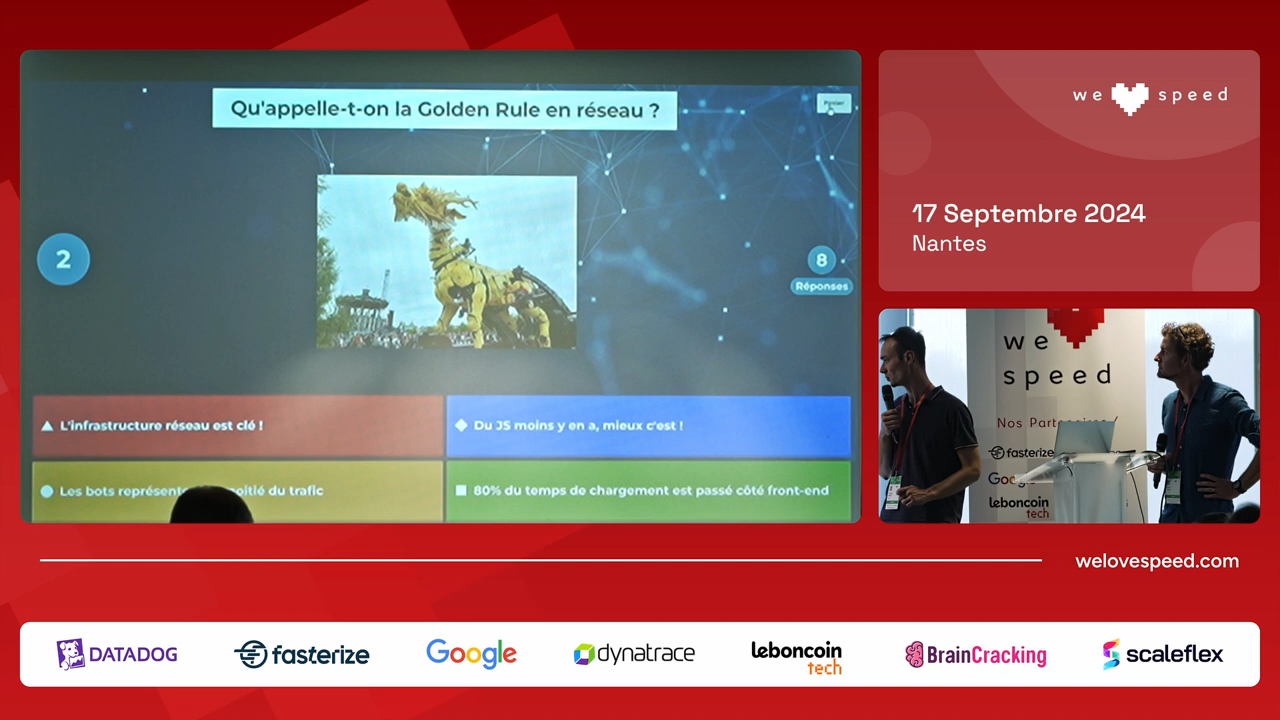 Qu'appelle-t-on la Golden Rule en réseau ?
2
8
Réponses
L'infrastructure réseau est clé !
Du JS moins y en a, mieux c'est !
Les bots représent moitié du trafic
80% du temps de chargement est passé côté front-end
we speed
17 Septembre 2024
Nantes
we
speed
Nos Partenaires
fasterize
Google
leboncoin
tech
welovespeed.com
DATADOG
fasterize
Google
dynatrace
leboncoin
tech
BrainCracking
scaleflex